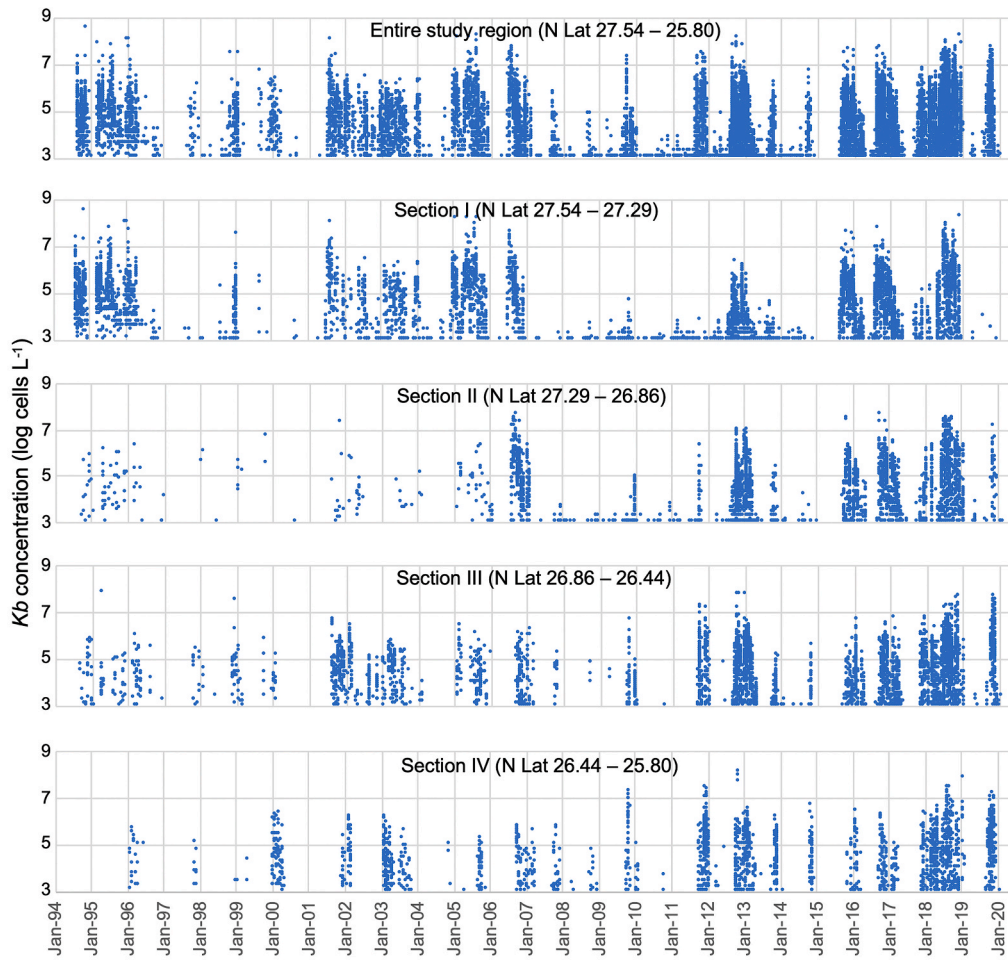 Kb concentration (log cells L-1)
9
Entire study region (N Lat 27.54 – 25.80)
7
5
3
9
Section I (N Lat 27.54 – 27.29)
7
5
3
9
Section II (N Lat 27.29 – 26.86)
7
5
3
9
Section III (N Lat 26.86 – 26.44)
7
5
3
9
Section IV (N Lat 26.44 – 25.80)
7
5
3
Jan-94
Jan-95
Jan-96
Jan-97
Jan-98
Jan-99
Jan-00
Jan-01
Jan-02
Jan-03
Jan-04
Jan-05
Jan-06
Jan-07
Jan-08
Jan-09
Jan-10
Jan-11
Jan-12
Jan-13
Jan-14
Jan-15
Jan-16
Jan-17
Jan-18
Jan-19
Jan-20